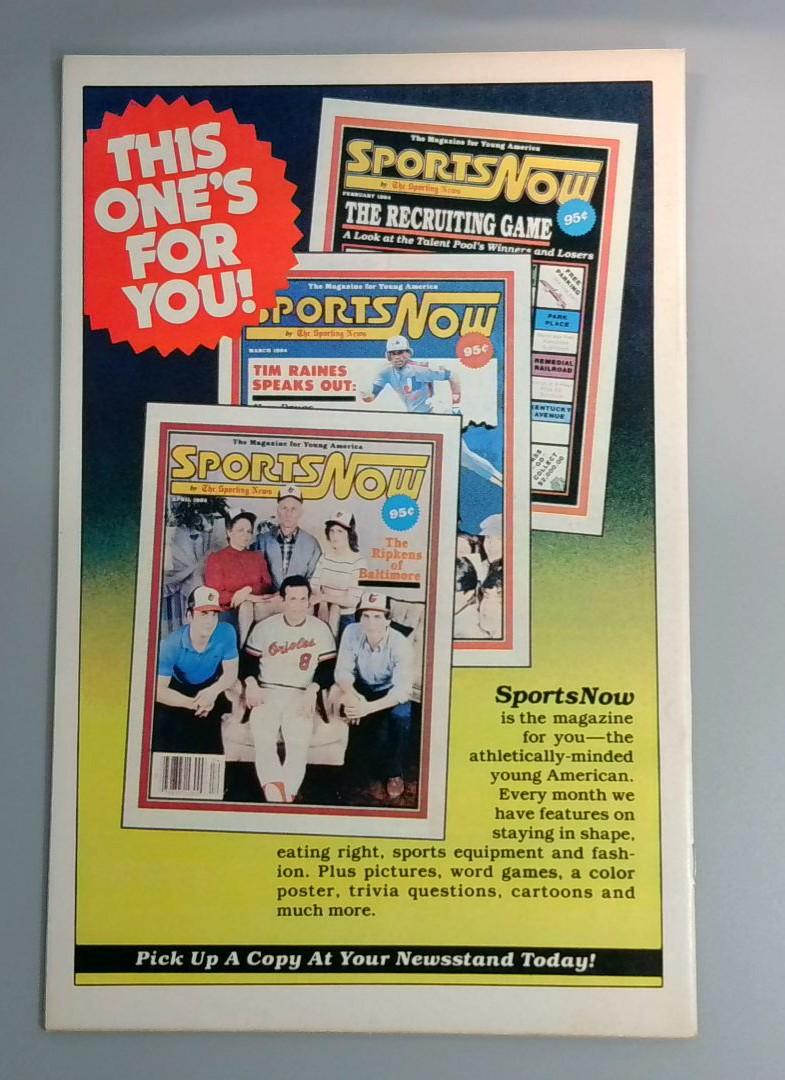 THIS
ONE'S
FOR
YOU!
The Magazine for Young America
SPORTSNOW
by The Sporting News
FEBRUARY 1984
95¢
THE RECRUITING GAME
A Look at the Talent Pool's Winners and Losers
FREE
PARKING
PARK
PLACE
REMEDIAL
RAILROAD
KENTUCKY
AVENUE
GO
COLLECT
$2,000.00
The Magazine for Young America
SPORTSNOW
by The Sporting News
MARCH 1984
95¢
TIM RAINES
SPEAKS OUT:
The Magazine for Young America
SPORTSNOW
by The Sporting News
APRIL 1984
95¢
The
Ripkens
of
Baltimore
Orioles
8
SportsNow
is the magazine
for you—the
athletically-minded
young American.
Every month we
have features on
staying in shape,
eating right, sports equipment and fash-
ion. Plus pictures, word games, a color
poster, trivia questions, cartoons and
much more.
Pick Up A Copy At Your Newsstand Today!